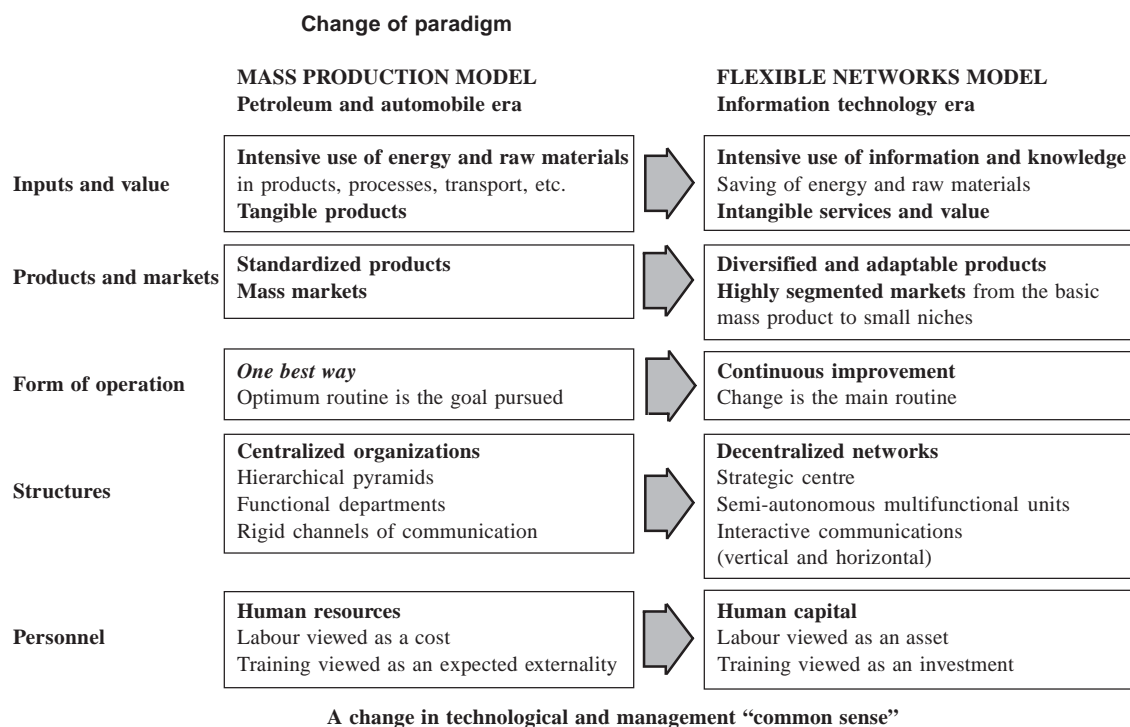 Change of paradigm
MASS PRODUCTION MODEL
Petroleum and automobile era
FLEXIBLE NETWORKS MODEL
Information technology era
Inputs and value
Intensive use of energy and raw materials
in products, processes, transport, etc.
Tangible products
Intensive use of information and knowledge
Saving of energy and raw materials
Intangible services and value
Products and markets
Standardized products
Mass markets
Diversified and adaptable products
Highly segmented markets from the basic
mass product to small niches
Form of operation
One best way
Optimum routine is the goal pursued
Continuous improvement
Change is the main routine
Structures
Centralized organizations
Hierarchical pyramids
Functional departments
Rigid channels of communication
Decentralized networks
Strategic centre
Semi-autonomous multifunctional units
Interactive communications
(vertical and horizontal)
Personnel
Human resources
Labour viewed as a cost
Training viewed as an expected externality
Human capital
Labour viewed as an asset
Training viewed as an investment
A change in technological and management “common sense”